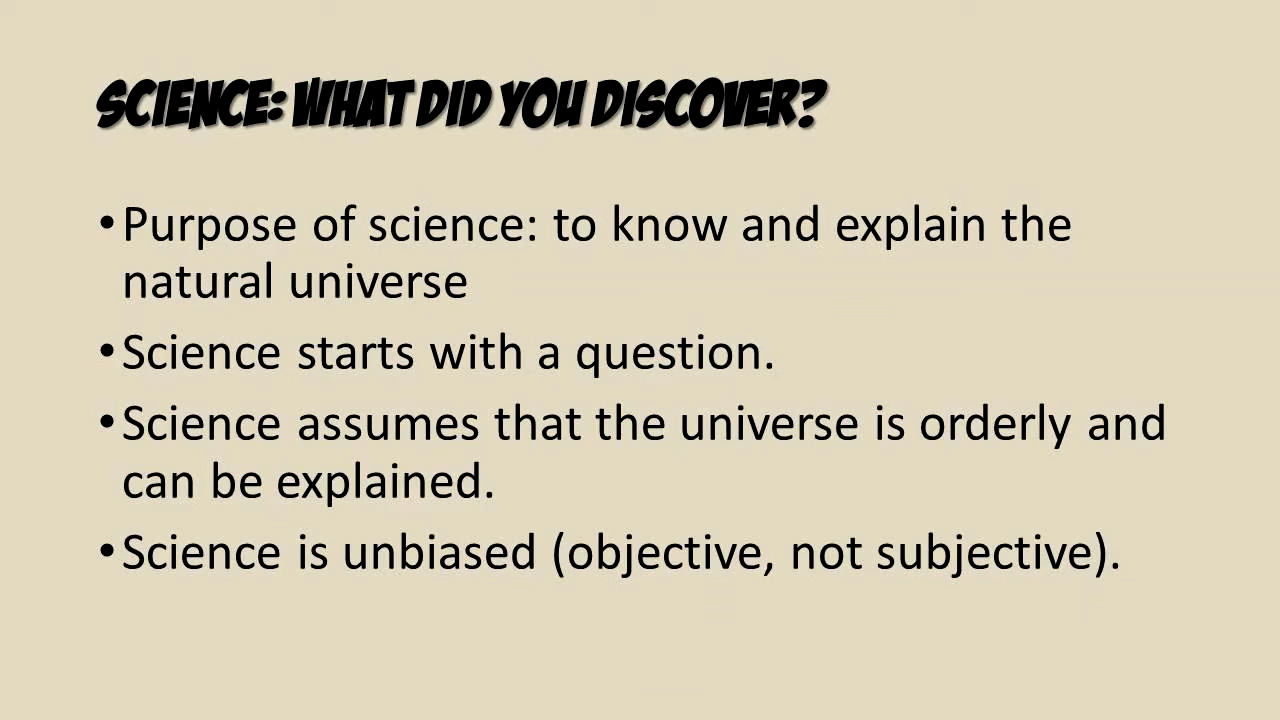 SCIENCE: WHAT DID YOU DISCOVER?
•Purpose of science: to know and explain the
natural universe
•Science starts with a question.
•Science assumes that the universe is orderly and
can be explained.
•Science is unbiased (objective, not subjective).